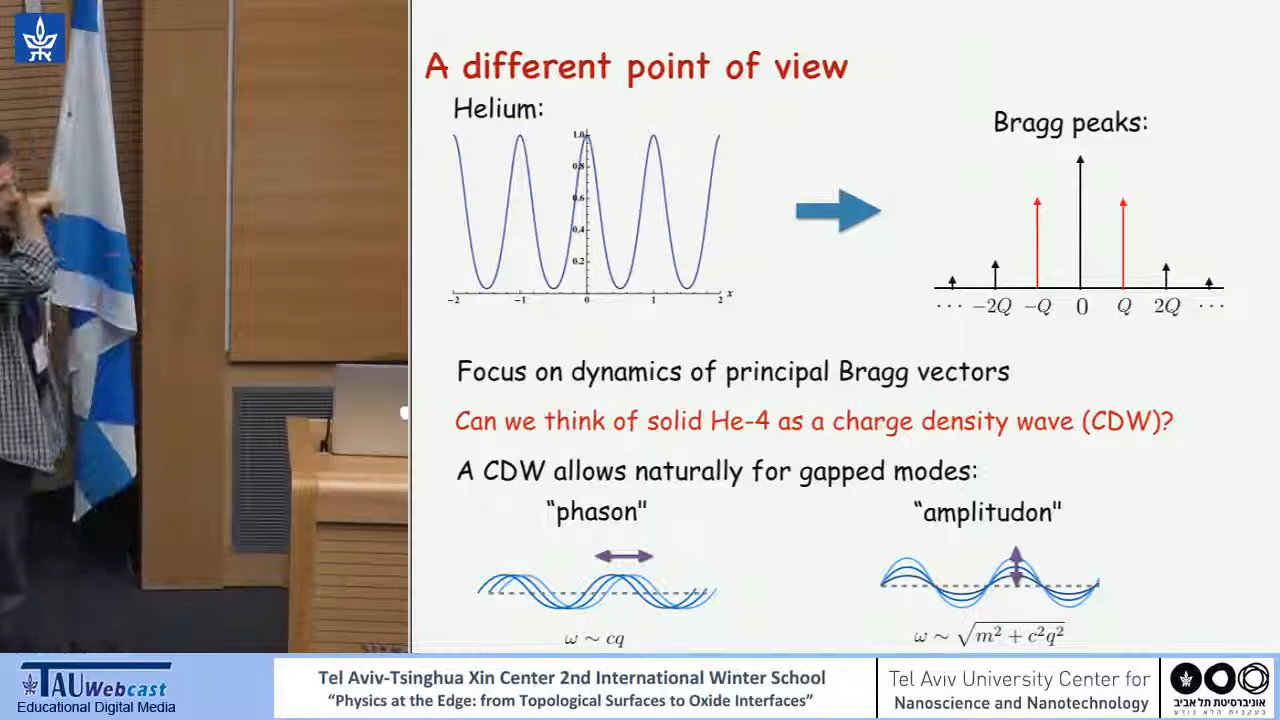 A different point of view
Helium:
Bragg peaks:
1.0
0.8
0.6
0.4
0.2
-2 -1 0 1 2 x
··· −2Q −Q 0 Q 2Q ···
Focus on dynamics of principal Bragg vectors
Can we think of solid He-4 as a charge density wave (CDW)?
A CDW allows naturally for gapped modes:
“phason" “amplitudon"
ω ~ cq
ω ~ √m² + c²q²
TAU Webcast
Educational Digital Media
Tel Aviv-Tsinghua Xin Center 2nd International Winter School
“Physics at the Edge: from Topological Surfaces to Oxide Interfaces”
Tel Aviv University Center for
Nanoscience and Nanotechnology
אוניברסיטת תל אביב